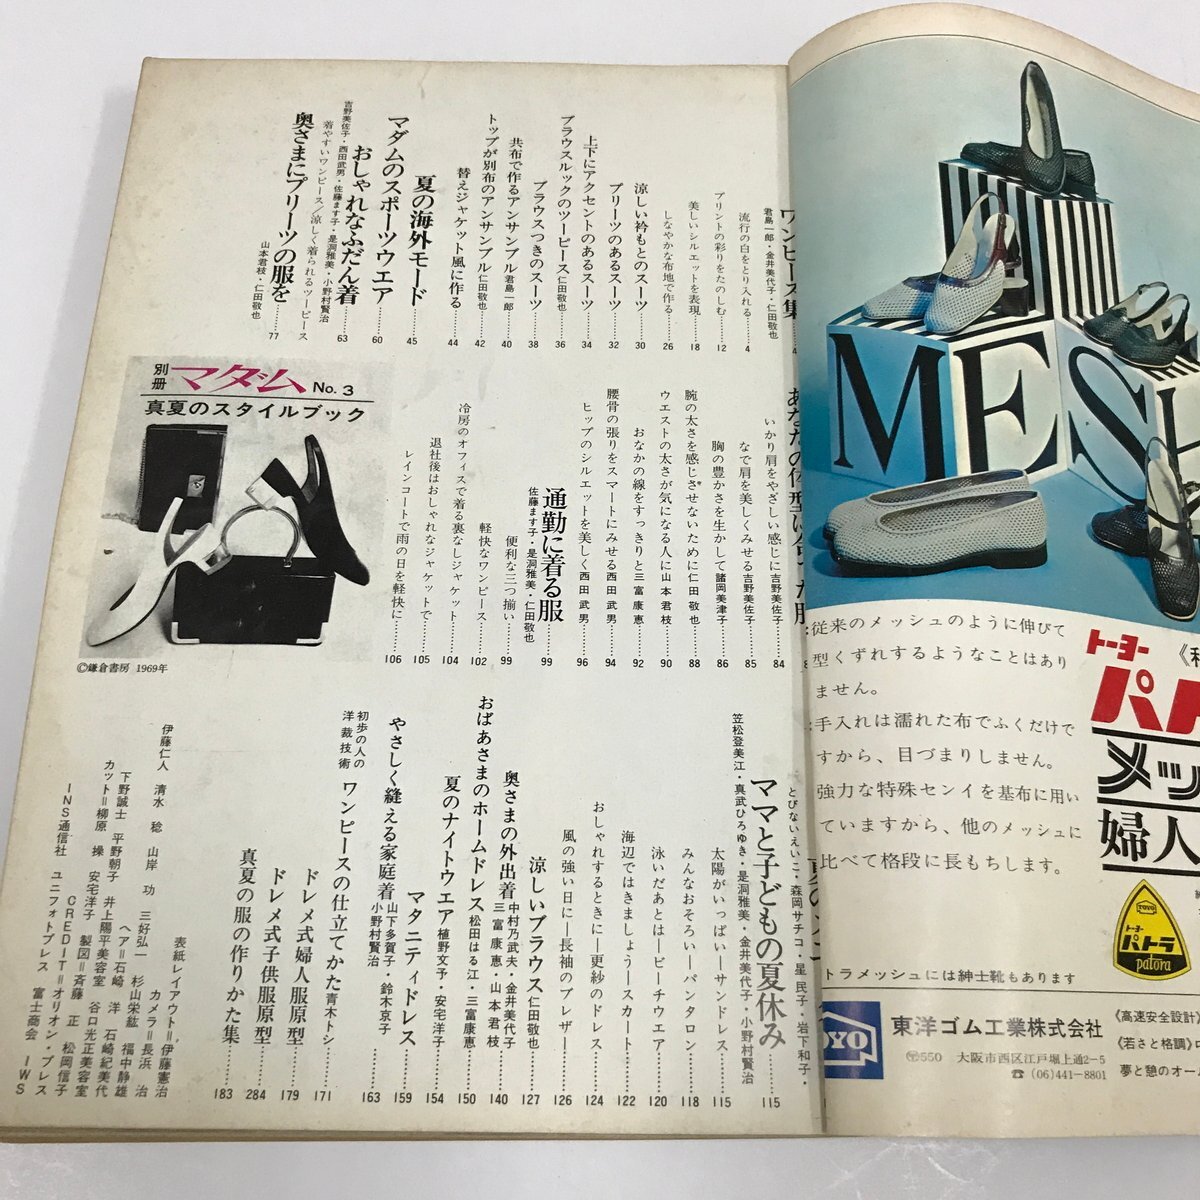 ワンピース集……4
君島一郎・金井美代子・仁田敬也
流行の白をとり入れる……4
プリントの彩りをたのしむ……12
美しいシルエットを表現……18
しなやかな布地で作る……26
涼しい衿もとのスーツ……30
プリーツのあるスーツ……32
上下にアクセントのあるスーツ……34
ブラウスルックのツーピース 仁田敬也……36
ブラウスつきのスーツ……38
共布で作るアンサンブル 君島一郎……40
トップが別布のアンサンブル 仁田敬也……42
替えジャケット風に作る……44
夏の海外モード……45
マダムのスポーツウエア……60
おしゃれなふだん着……63
吉野美佐子・西田武男・佐藤ます子・是洞雅美・小野村賢治
着やすいワンピース/涼しく着られるツーピース
奥さまにプリーツの服を……77
山本君枝・仁田敬也
いかり肩をやさしい感じに 吉野美佐子……84
なで肩を美しくみせる 吉野美佐子……85
胸の豊かさを生かして 諸岡美津子……86
腕の太さを感じさせないために 仁田敬也……88
ウエストの太さが気になる人に 山本君枝……90
おなかの線をすっきりと 三富康恵……92
腰骨の張りをスマートにみせる 西田武男……94
ヒップのシルエットを美しく 西田武男……96
通勤に着る服……99
佐藤ます子・是洞雅美・仁田敬也
便利な三つ揃い……99
軽快なワンピース……102
冷房のオフィスで着る裏なしジャケット……104
退社後はおしゃれなジャケットで……105
レインコートで雨の日を軽快に……106
別冊 マダム No.3
真夏のスタイルブック
©鎌倉書房 1969年
とびないえいこ・森岡サチコ・星 民子・岩下和子・
ママと子どもの夏休み……115
笠松登美江・真武ひろゆき・是洞雅美・金井美代子・小野村賢治
太陽がいっぱい―サンドレス……115
みんなおそろい―パンタロン……118
泳いだあとは―ビーチウエア……120
海辺ではきましょう―スカート……122
おしゃれするときに―更紗のドレス……124
風の強い日に―長袖のブレザー……126
涼しいブラウス 仁田敬也……127
奥さまの外出着 中村乃武夫・金井美代子 三富康恵・山本君枝……140
おばあさまのホームドレス 松田はる江・三富康恵……150
夏のナイトウエア 植野文予・安宅洋子……154
マタニティドレス……159
やさしく縫える家庭着 山下多賀子・鈴木京子 小野村賢治……163
初歩の人の洋裁技術 ワンピースの仕立てかた 青木トシ……171
ドレメ式婦人服原型……179
ドレメ式子供服原型……284
真夏の服の作りかた集……183
表紙レイアウト=伊藤憲治
カメラ=長浜 治
伊藤仁人 清水 稔 山岸 功 三好弘一 杉山栄紘 福中静雄
下野誠士 平野朝子 ヘア=石崎 洋 石崎紀美代
井上陽平美容室 谷口光正美容室
カット=柳原 操 安宅洋子 製図=斉藤 正 松岡信子
CREDIT=オリオン・プレス
INS通信社 ユニフォトプレス 富士商会 IWS
MESH
従来のメッシュのように伸びて
型くずれするようなことはあり
ません。
手入れは濡れた布でふくだけで
すから、目づまりしません。
強力な特殊センイを基布に用い
ていますから、他のメッシュに
比べて格段に長もちします。
トーヨー
パト
メッ
婦人
TOYO
トーヨー
パトラ
patora
トラメッシュには紳士靴もあります
TOYO
東洋ゴム工業株式会社
〒550 大阪市西区江戸堀上通2-5
☎(06)441-8801
《高速安全設計》
《若さと格調》
夢と憩のオール